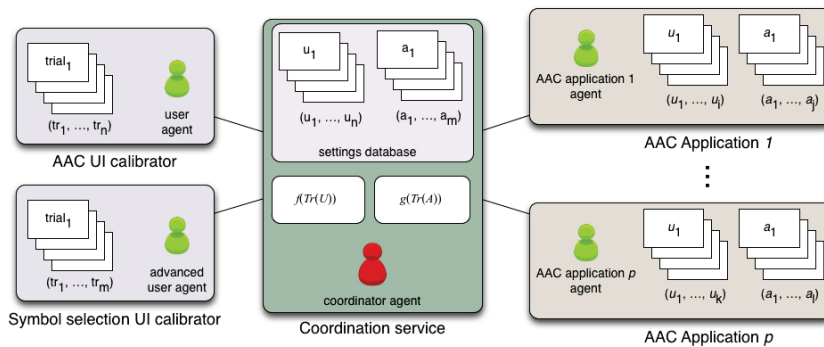 trial1
(tr1, ..., trn)
user
agent
AAC UI calibrator
trial1
(tr1, ..., trm)
advanced
user agent
Symbol selection UI calibrator
u1
a1
(u1, ..., un)
(a1, ..., am)
settings database
f(Tr(U))
g(Tr(A))
coordinator agent
Coordination service
AAC application 1
agent
u1
a1
(u1, ..., ui)
(a1, ..., aj)
AAC Application 1
AAC application p
agent
u1
a1
(u1, ..., uk)
(a1, ..., al)
AAC Application p